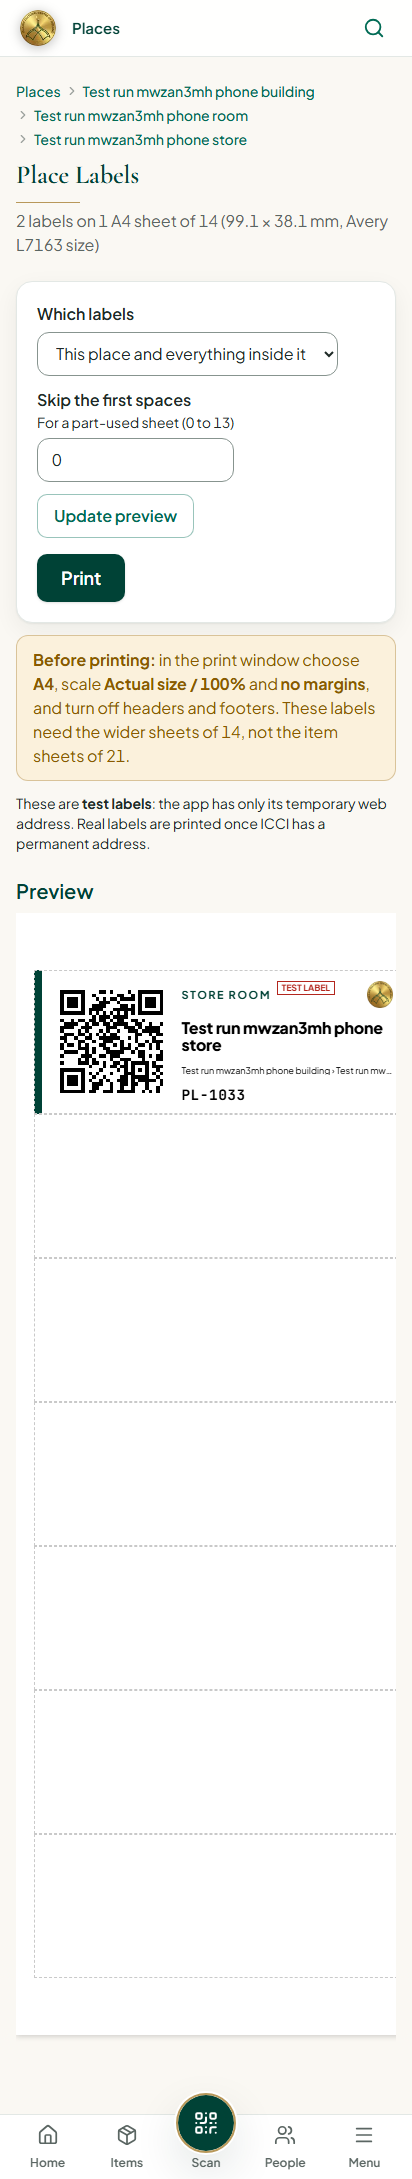 Places
Places > Test run mwzan3mh phone building
> Test run mwzan3mh phone room
> Test run mwzan3mh phone store
Place Labels
2 labels on 1 A4 sheet of 14 (99.1 × 38.1 mm, Avery
L7163 size)
Which labels
This place and everything inside it
Skip the first spaces
For a part-used sheet (0 to 13)
0
Update preview
Print
Before printing: in the print window choose
A4, scale Actual size / 100% and no margins,
and turn off headers and footers. These labels
need the wider sheets of 14, not the item
sheets of 21.
These are test labels: the app has only its temporary web
address. Real labels are printed once ICCI has a
permanent address.
Preview
STORE ROOM TEST LABEL
Test run mwzan3mh phone
store
Test run mwzan3mh phone building › Test run mw…
PL-1033
Home Items Scan People Menu